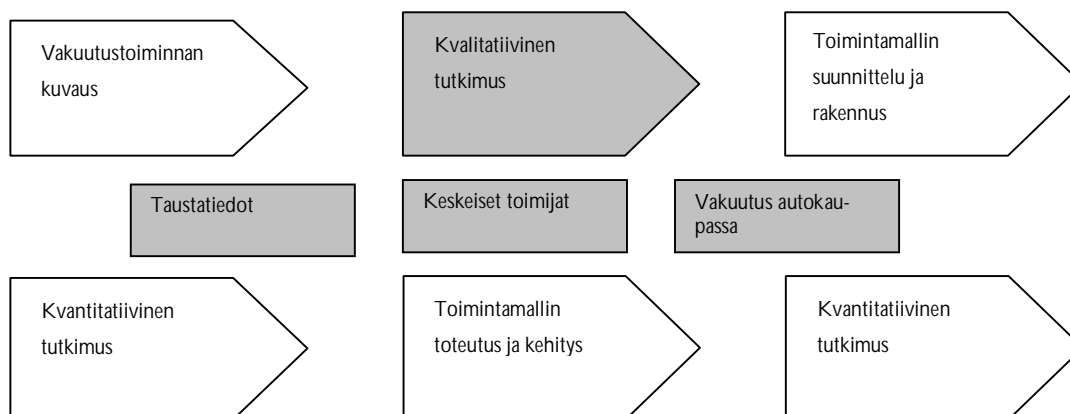 Vakuutustoiminnan
kuvaus
Kvalitatiivinen
tutkimus
Toimintamallin
suunnittelu ja
rakennus
Taustatiedot
Keskeiset toimijat
Vakuutus autokau-
passa
Kvantitatiivinen
tutkimus
Toimintamallin
toteutus ja kehitys
Kvantitatiivinen
tutkimus